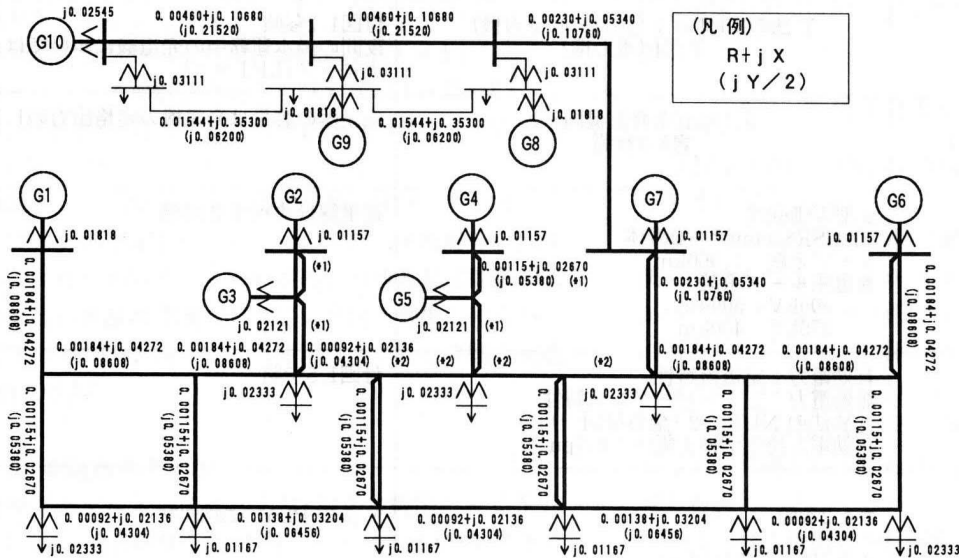 j0. 02545
0. 00460+j0. 10680
(j0. 21520)
0. 00460+j0. 10680
(j0. 21520)
0. 00230+j0. 05340
(j0. 10760)
(凡 例)
R+j X
(j Y/2)
G10
j0. 03111
j0. 03111
j0. 03111
0. 01544+j0. 35300
(j0. 06200)
j0. 01818
0. 01544+j0. 35300
(j0. 06200)
j0. 01818
G9
G8
G1
G2
G4
G7
G6
j0. 01818
j0. 01157
j0. 01157
j0. 01157
j0. 01157
(*1)
0. 00115+j0. 02670
(j0. 05380)
(*1)
0. 00230+j0. 05340
(j0. 10760)
0. 00184+j0. 04272
(j0. 08608)
G3
G5
0. 00184+j0. 04272
(j0. 08608)
j0. 02121
(*1)
j0. 02121
(*1)
0. 00184+j0. 04272
(j0. 08608)
0. 00184+j0. 04272
(j0. 08608)
0. 00092+j0. 02136
(j0. 04304)
(*2)
(*2)
(*2)
(*2)
0. 00184+j0. 04272
(j0. 08608)
0. 00184+j0. 04272
(j0. 08608)
j0. 02333
j0. 02333
j0. 02333
0. 00115+j0. 02670
(j0. 05380)
0. 00115+j0. 02670
(j0. 05380)
0. 00115+j0. 02670
(j0. 05380)
0. 00115+j0. 02670
(j0. 05380)
0. 00115+j0. 02670
(j0. 05380)
0. 00115+j0. 02670
(j0. 05380)
0. 00092+j0. 02136
(j0. 04304)
0. 00138+j0. 03204
(j0. 06456)
0. 00092+j0. 02136
(j0. 04304)
0. 00138+j0. 03204
(j0. 06456)
0. 00092+j0. 02136
(j0. 04304)
j0. 02333
j0. 01167
j0. 01167
j0. 01167
j0. 01167
j0. 02333